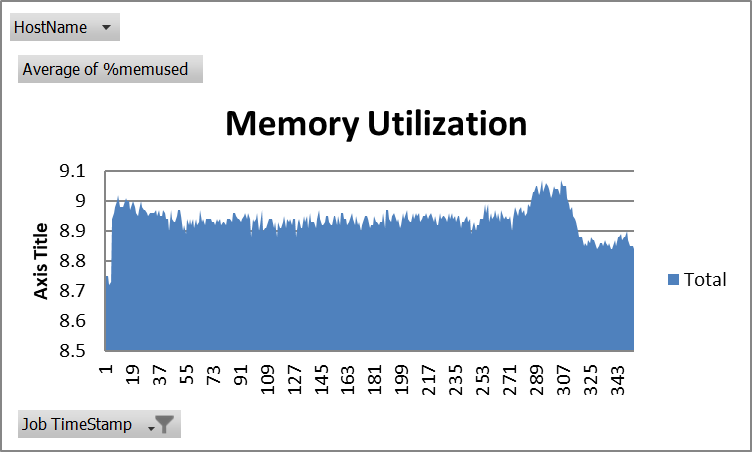 HostName
Average of %memused
Memory Utilization
Axis Title
9.1
9
8.9
8.8
8.7
8.6
8.5
1 19 37 55 73 91 109 127 145 163 181 199 217 235 253 271 289 307 325 343
Total
Job TimeStamp